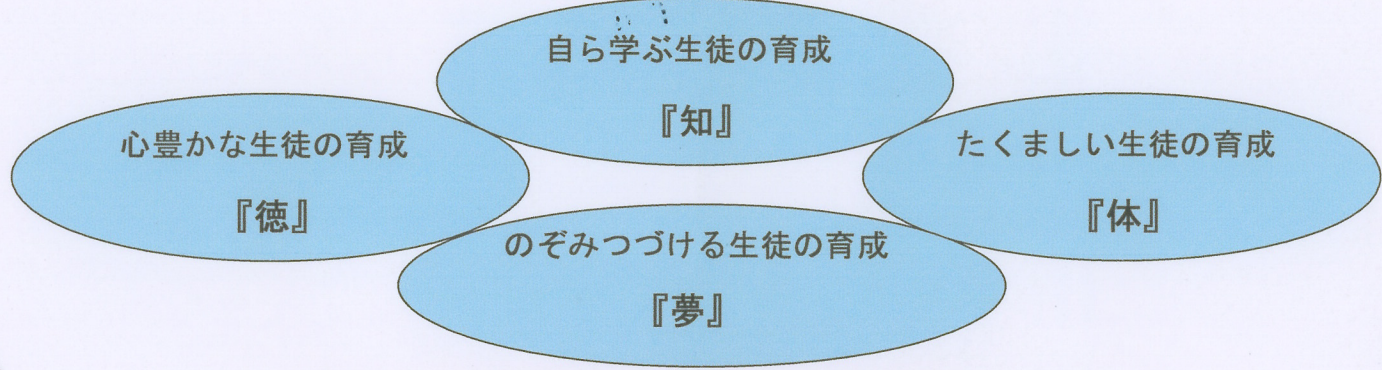 自ら学ぶ生徒の育成
『知』
心豊かな生徒の育成
『徳』
たくましい生徒の育成
『体』
のぞみつづける生徒の育成
『夢』